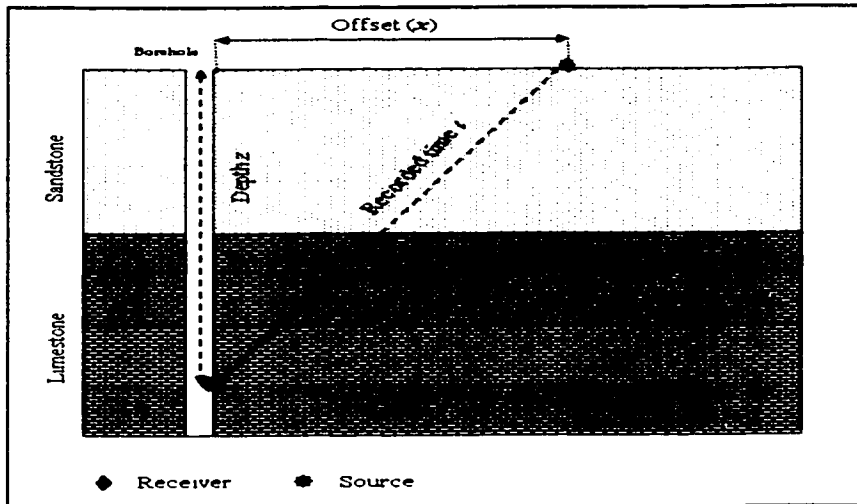 Offset (x)
Borehole
Sandstone
Depth z
Recorded time t
Limestone
Receiver
Source